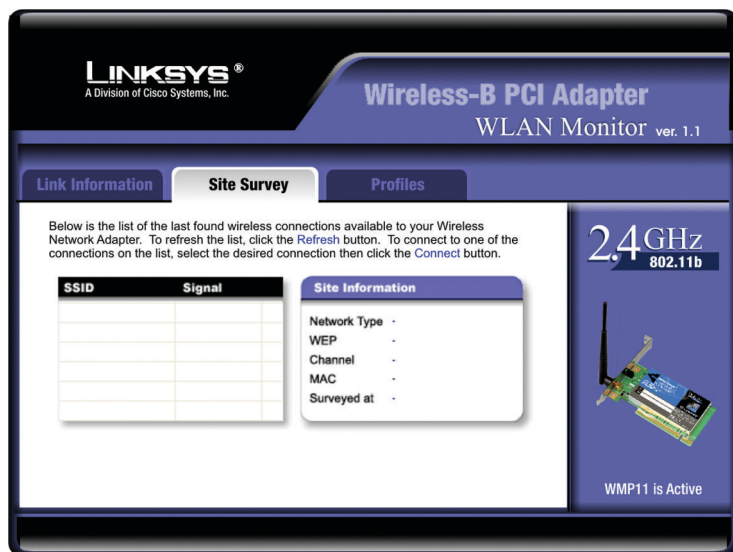 LINKSYS®
A Division of Cisco Systems, Inc.
Wireless-B PCI Adapter
WLAN Monitor ver. 1.1
Link Information
Site Survey
Profiles
Below is the list of the last found wireless connections available to your Wireless
Network Adapter. To refresh the list, click the Refresh button. To connect to one of the
connections on the list, select the desired connection then click the Connect button.
SSID Signal
Site Information
Network Type -
WEP -
Channel -
MAC -
Surveyed at -
2.4GHz
802.11b
WMP11 is Active